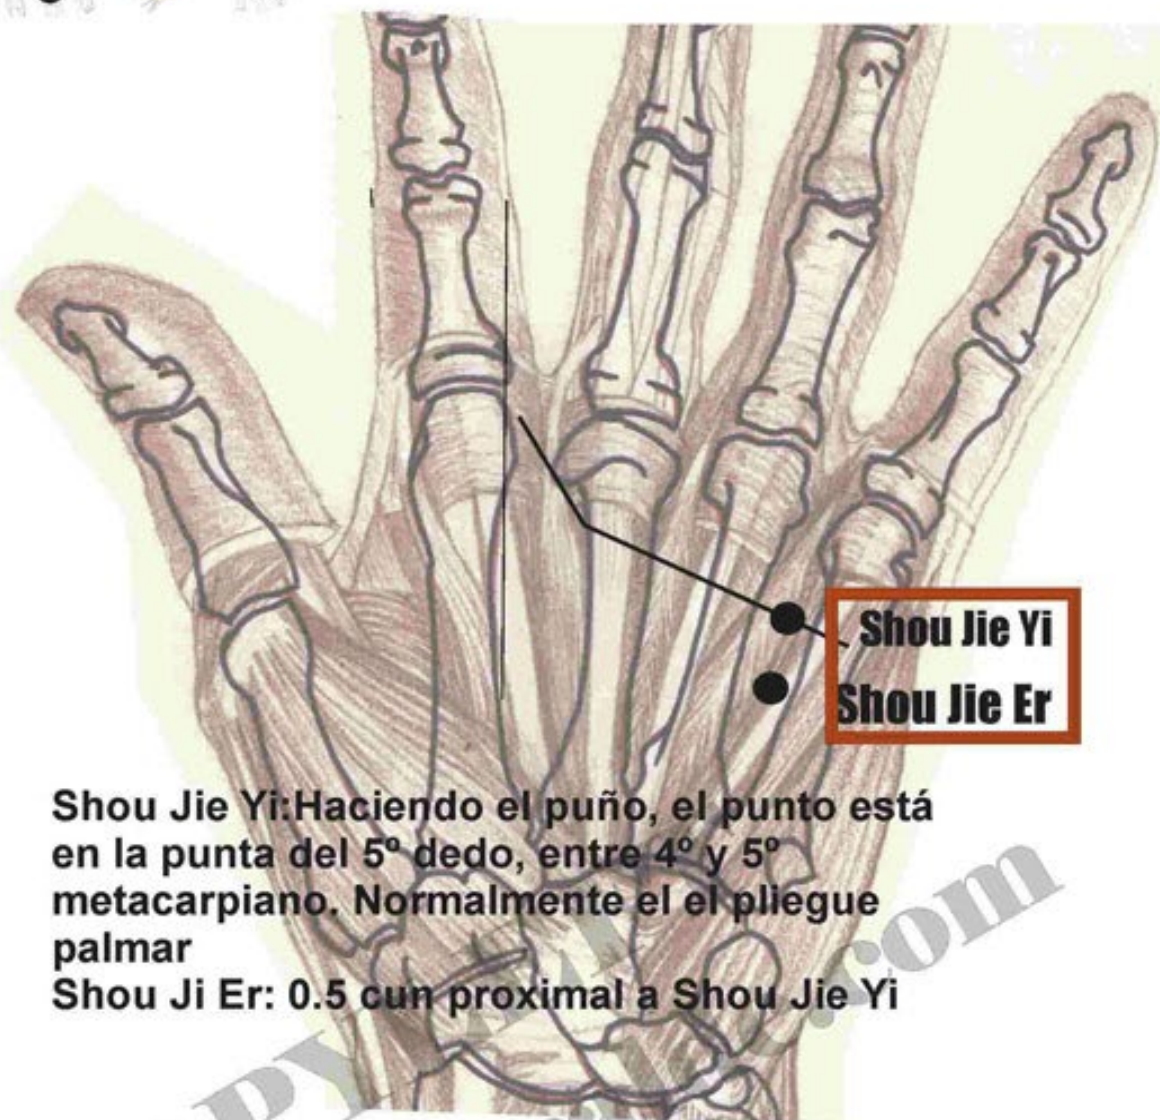 Shou Jie Yi
Shou Jie Er
Shou Jie Yi:Haciendo el puño, el punto está
en la punta del 5º dedo, entre 4º y 5º
metacarpiano. Normalmente el el pliegue
palmar
Shou Ji Er: 0.5 cun proximal a Shou Jie Yi
.com